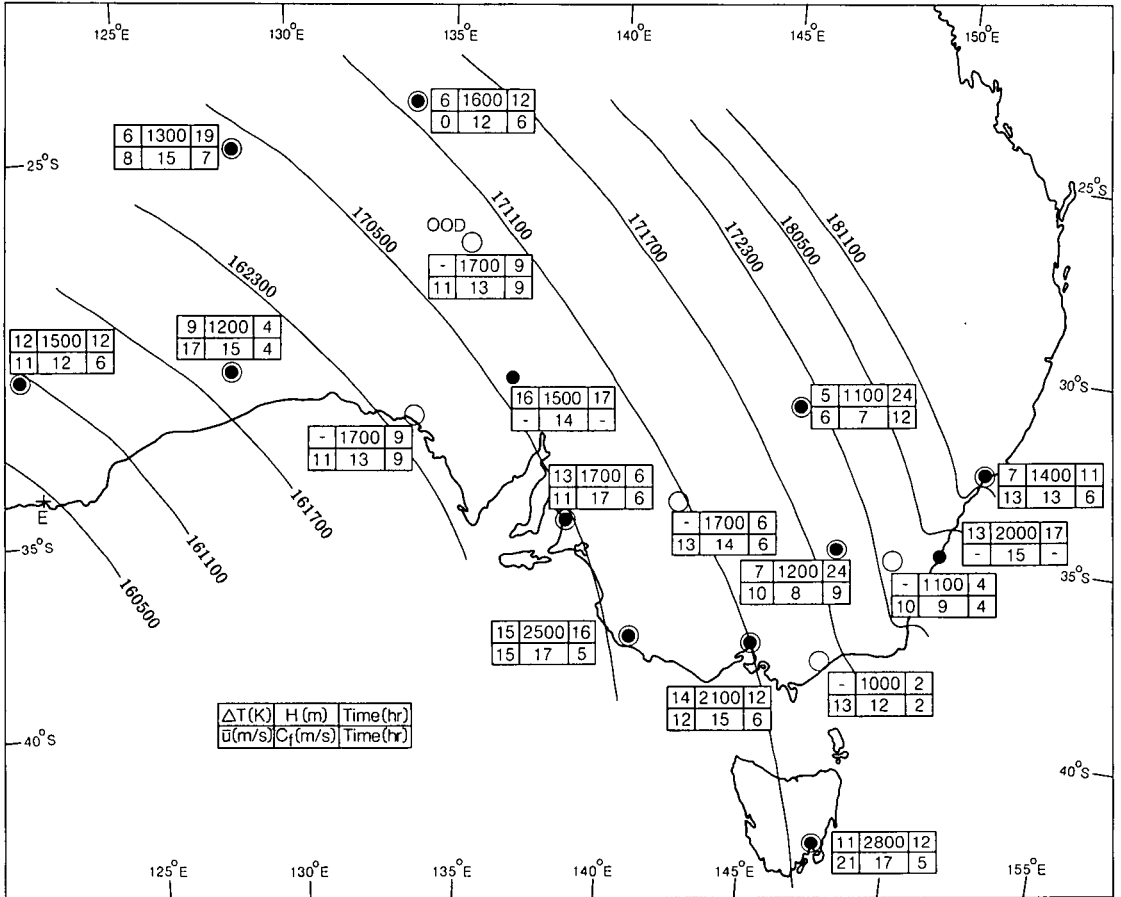 125°E 130°E 135°E 140°E 145°E 150°E
6 1600 12
0 12 6
6 1300 19
8 15 7
25°S
25°S
OOD
- 1700 9
11 13 9
162300
170500
171100
171700
172300
180500
181100
12 1500 12
11 12 6
9 1200 4
17 15 4
16 1500 17
- 14 -
5 1100 24
6 7 12
30°S
- 1700 9
11 13 9
13 1700 6
11 17 6
7 1400 11
13 13 6
E
161700
161100
160500
- 1700 6
13 14 6
13 2000 17
- 15 -
35°S
7 1200 24
10 8 9
- 1100 4
10 9 4
35°S
15 2500 16
15 17 5
14 2100 12
12 15 6
- 1000 2
13 12 2
ΔT(K) H(m) Time(hr)
ū(m/s) Cf(m/s) Time(hr)
40°S
40°S
11 2800 12
21 17 5
125°E 130°E 135°E 140°E 145°E 155°E